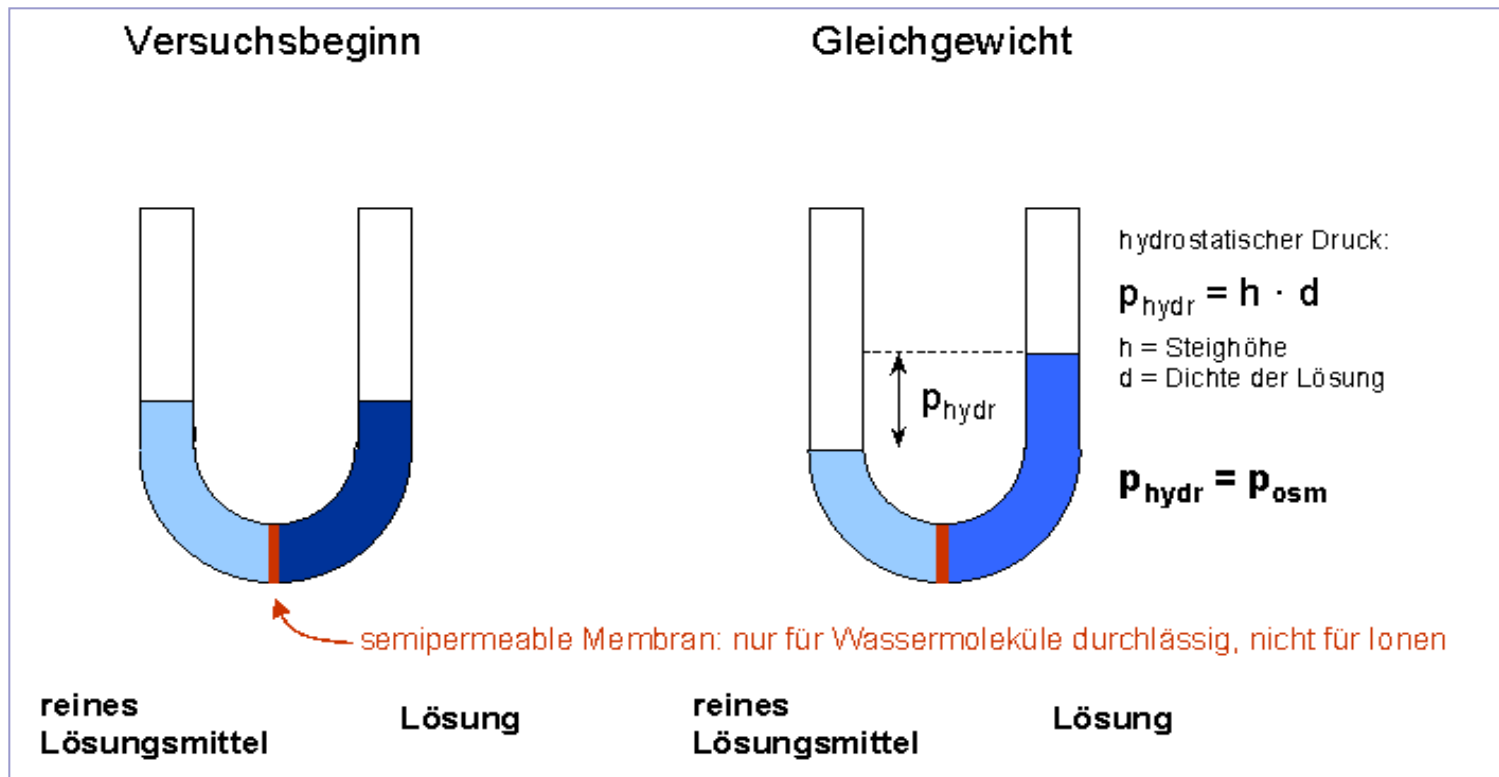 Versuchsbeginn
Gleichgewicht
hydrostatischer Druck:
phydr = h · d
h = Steighöhe
d = Dichte der Lösung
phydr
phydr = posm
semipermeable Membran: nur für Wassermoleküle durchlässig, nicht für Ionen
reines
Lösungsmittel
Lösung
reines
Lösungsmittel
Lösung